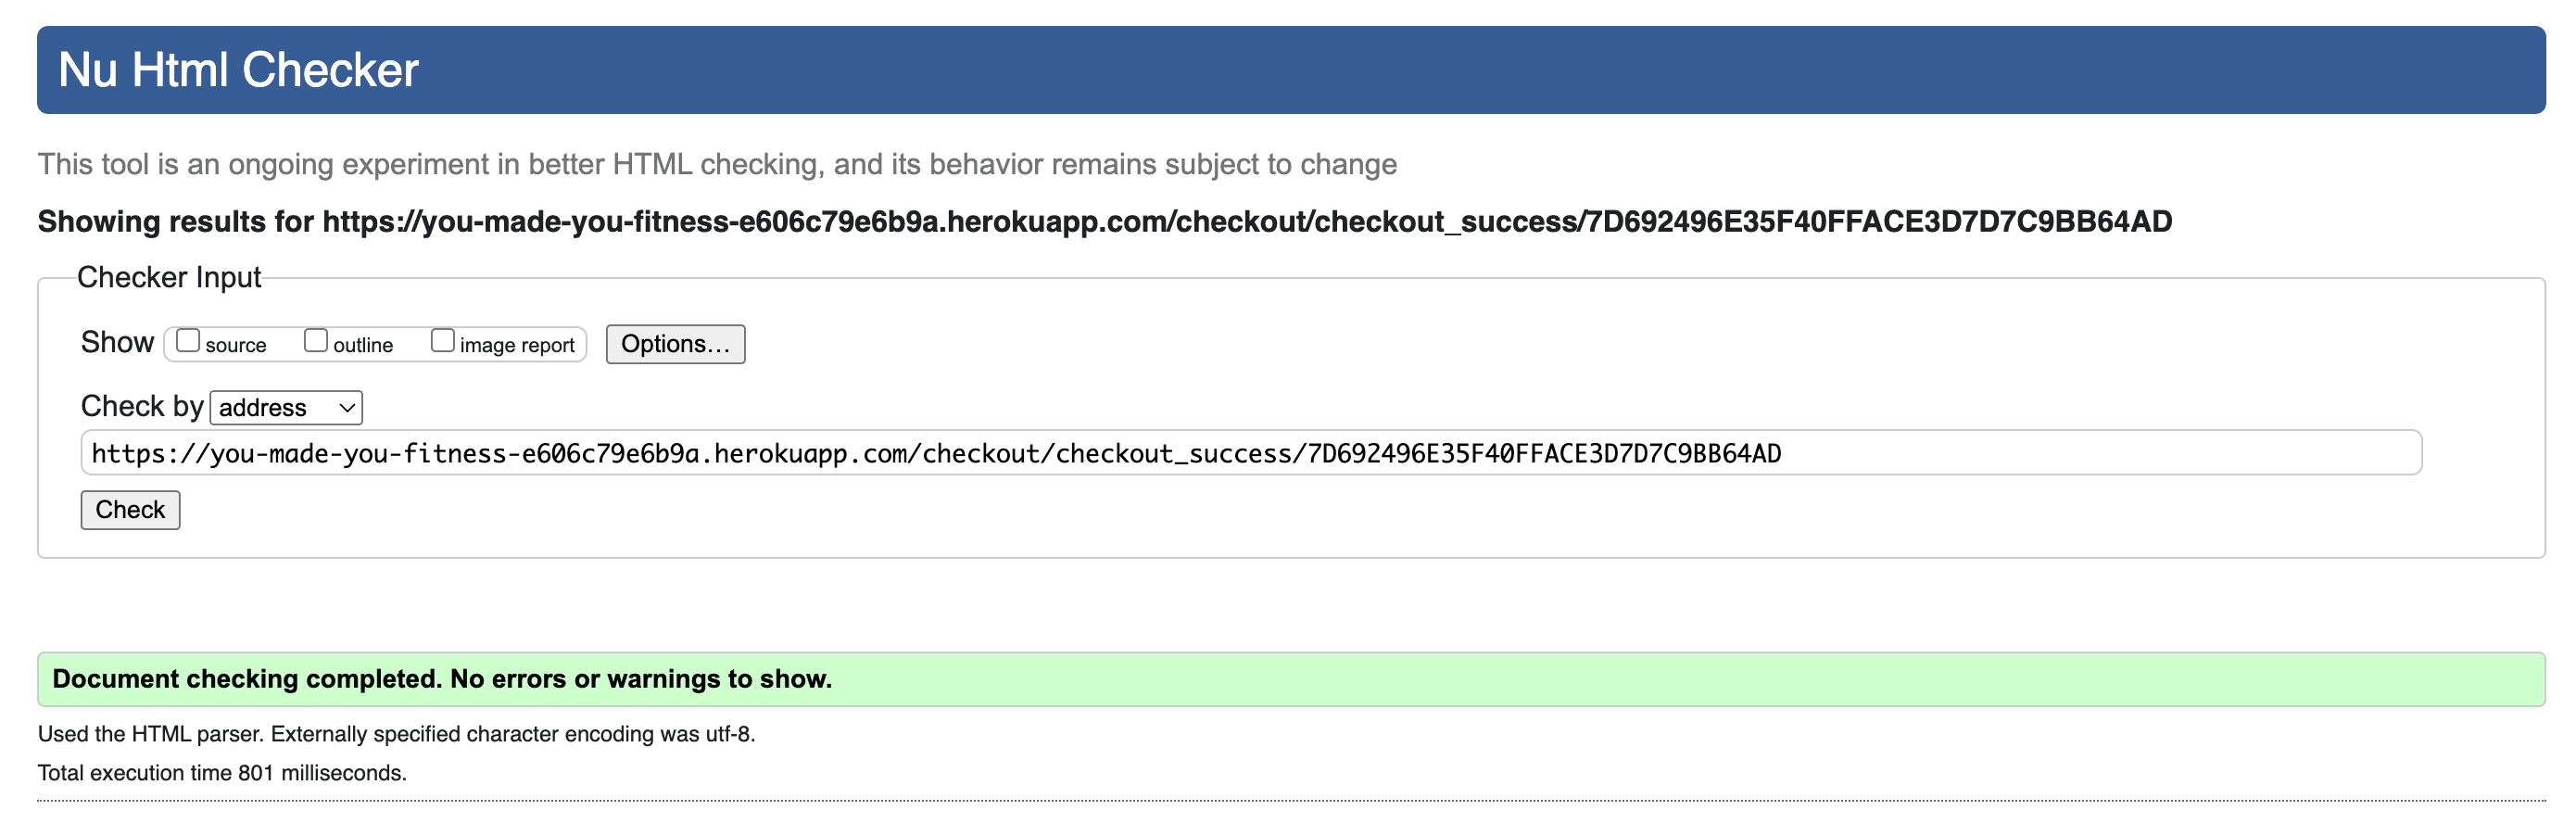 Nu Html Checker
This tool is an ongoing experiment in better HTML checking, and its behavior remains subject to change
Showing results for https://you-made-you-fitness-e606c79e6b9a.herokuapp.com/checkout/checkout_success/7D692496E35F40FFACE3D7D7C9BB64AD
Checker Input
Show source outline image report Options...
Check by address
https://you-made-you-fitness-e606c79e6b9a.herokuapp.com/checkout/checkout_success/7D692496E35F40FFACE3D7D7C9BB64AD
Check
Document checking completed. No errors or warnings to show.
Used the HTML parser. Externally specified character encoding was utf-8.
Total execution time 801 milliseconds.